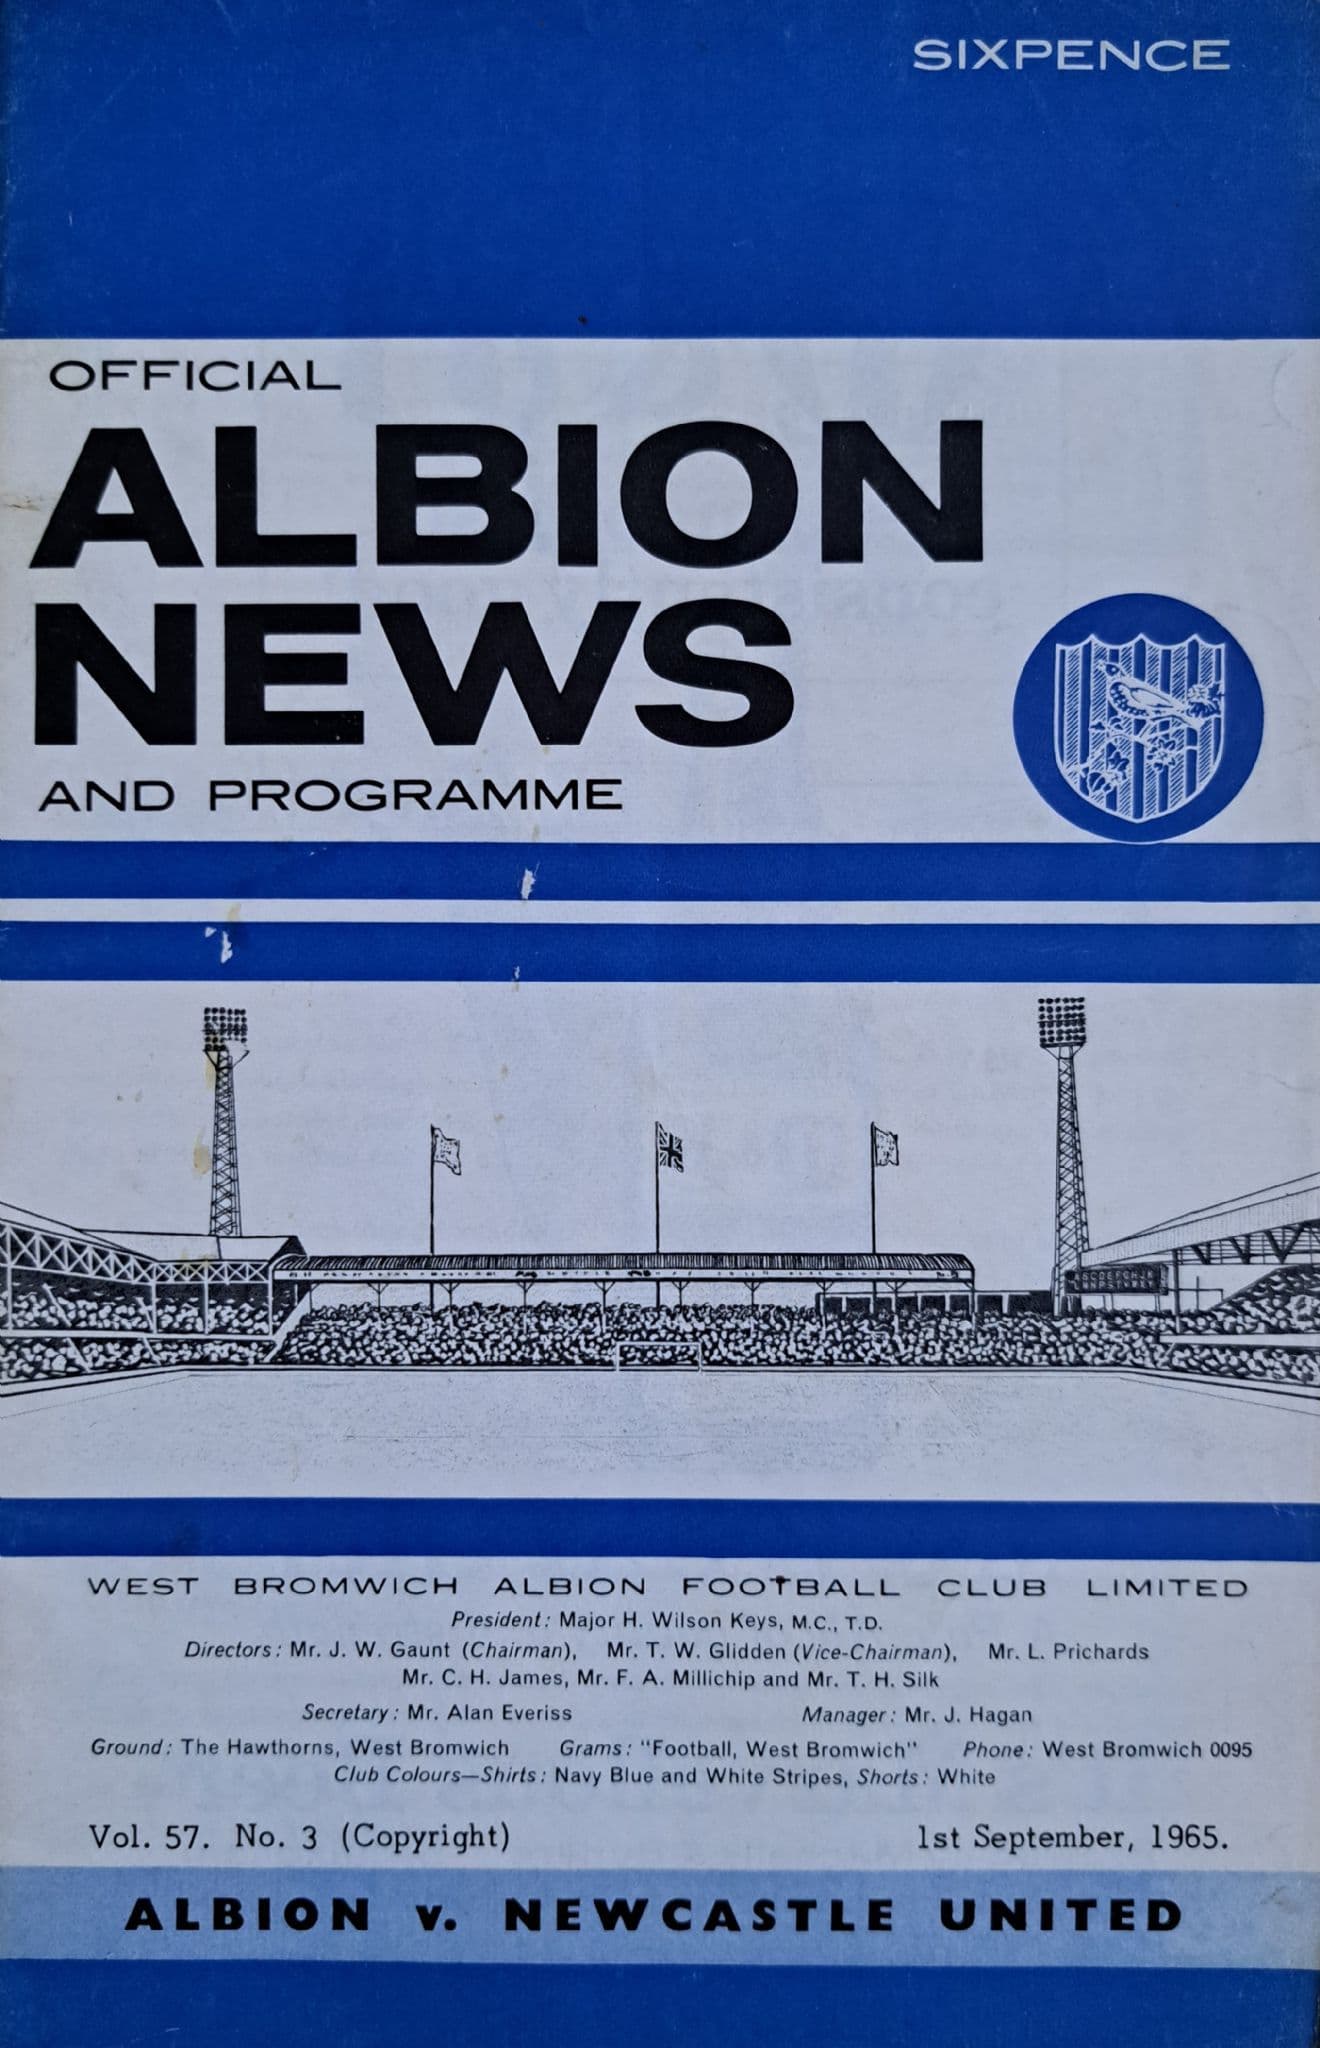 SIXPENCE
OFFICIAL
ALBION
NEWS
AND PROGRAMME
WEST BROMWICH ALBION FOOTBALL CLUB LIMITED
President: Major H. Wilson Keys, M.C., T.D.
Directors: Mr. J. W. Gaunt (Chairman), Mr. T. W. Glidden (Vice-Chairman), Mr. L. Prichards
Mr. C. H. James, Mr. F. A. Millichip and Mr. T. H. Silk
Secretary: Mr. Alan Everiss Manager: Mr. J. Hagan
Ground: The Hawthorns, West Bromwich Grams: "Football, West Bromwich" Phone: West Bromwich 0095
Club Colours—Shirts: Navy Blue and White Stripes, Shorts: White
Vol. 57. No. 3 (Copyright) 1st September, 1965.
ALBION v. NEWCASTLE UNITED